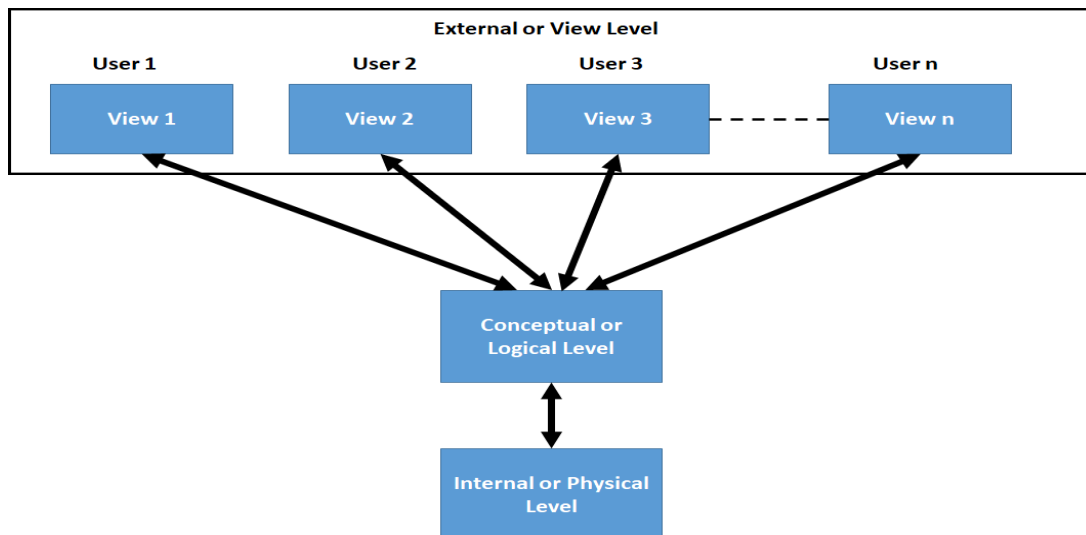 External or View Level
User 1 User 2 User 3 User n
View 1 View 2 View 3 View n
Conceptual or
Logical Level
Internal or Physical
Level